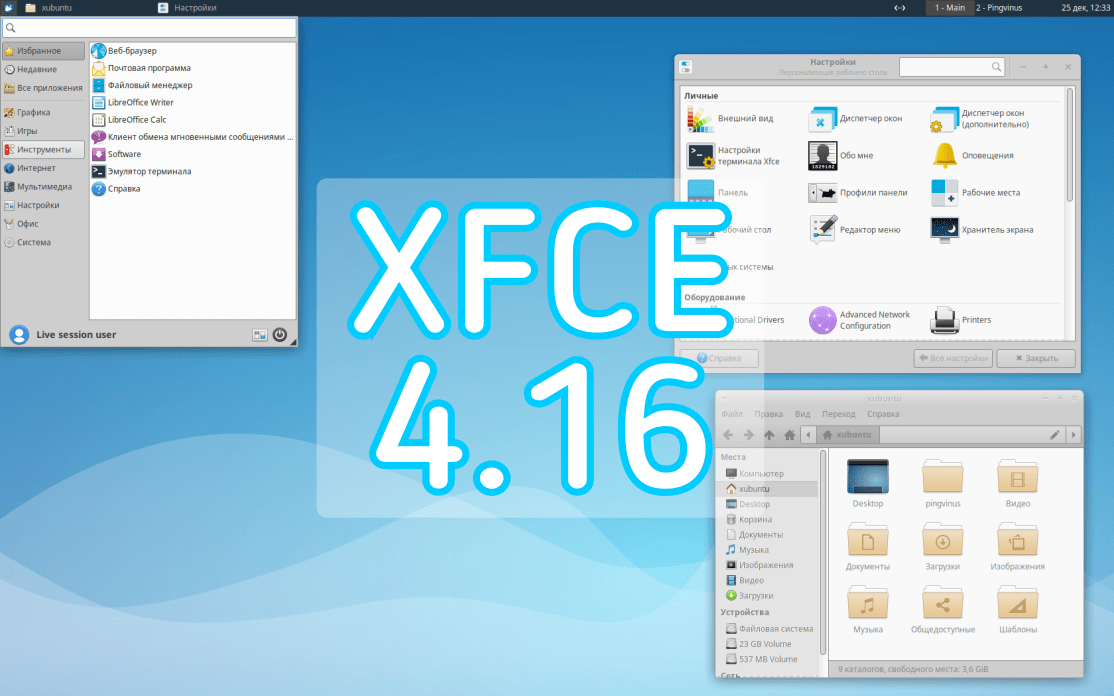 xubuntu
Настройки
1 - Main
2 - Pingvinus
25 дек, 12:33
Избранное
Недавние
Все приложения
Графика
Игры
Инструменты
Интернет
Мультимедиа
Настройки
Офис
Система
Веб-браузер
Почтовая программа
Файловый менеджер
LibreOffice Writer
LibreOffice Calc
Клиент обмена мгновенными сообщениями ...
Software
Эмулятор терминала
Справка
Live session user
XFCE
4.16
Настройки
Персонализация рабочего стола
Личные
Внешний вид
Диспетчер окон
Диспетчер окон
(дополнительно)
Настройки
терминала Xfce
Обо мне
1829102
Оповещения
Панель
Профили панели
Рабочие места
бочий стол
Редактор меню
Хранитель экрана
ык системы
Оборудование
tional Drivers
Advanced Network
Configuration
Printers
Справка
Все настройки
Закрыть
xubuntu
Файл
Правка
Вид
Переход
Справка
xubuntu
Места
Компьютер
xubuntu
Desktop
Корзина
Документы
Музыка
Изображения
Видео
Загрузки
Устройства
Файловая система
23 GB Volume
537 MB Volume
Сеть
Desktop
pingvinus
Видео
Документы
Загрузки
Изображения
Музыка
Общедоступные
Шаблоны
9 каталогов, свободного места: 3,6 GiB